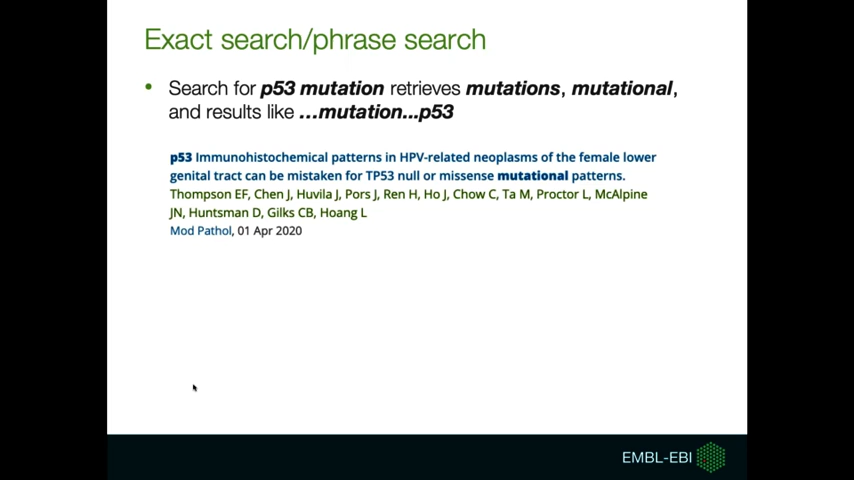 Exact search/phrase search
• Search for p53 mutation retrieves mutations, mutational,
and results like ...mutation...p53
p53 Immunohistochemical patterns in HPV-related neoplasms of the female lower
genital tract can be mistaken for TP53 null or missense mutational patterns.
Thompson EF, Chen J, Huvila J, Pors J, Ren H, Ho J, Chow C, Ta M, Proctor L, McAlpine
JN, Huntsman D, Gilks CB, Hoang L
Mod Pathol, 01 Apr 2020
EMBL-EBI